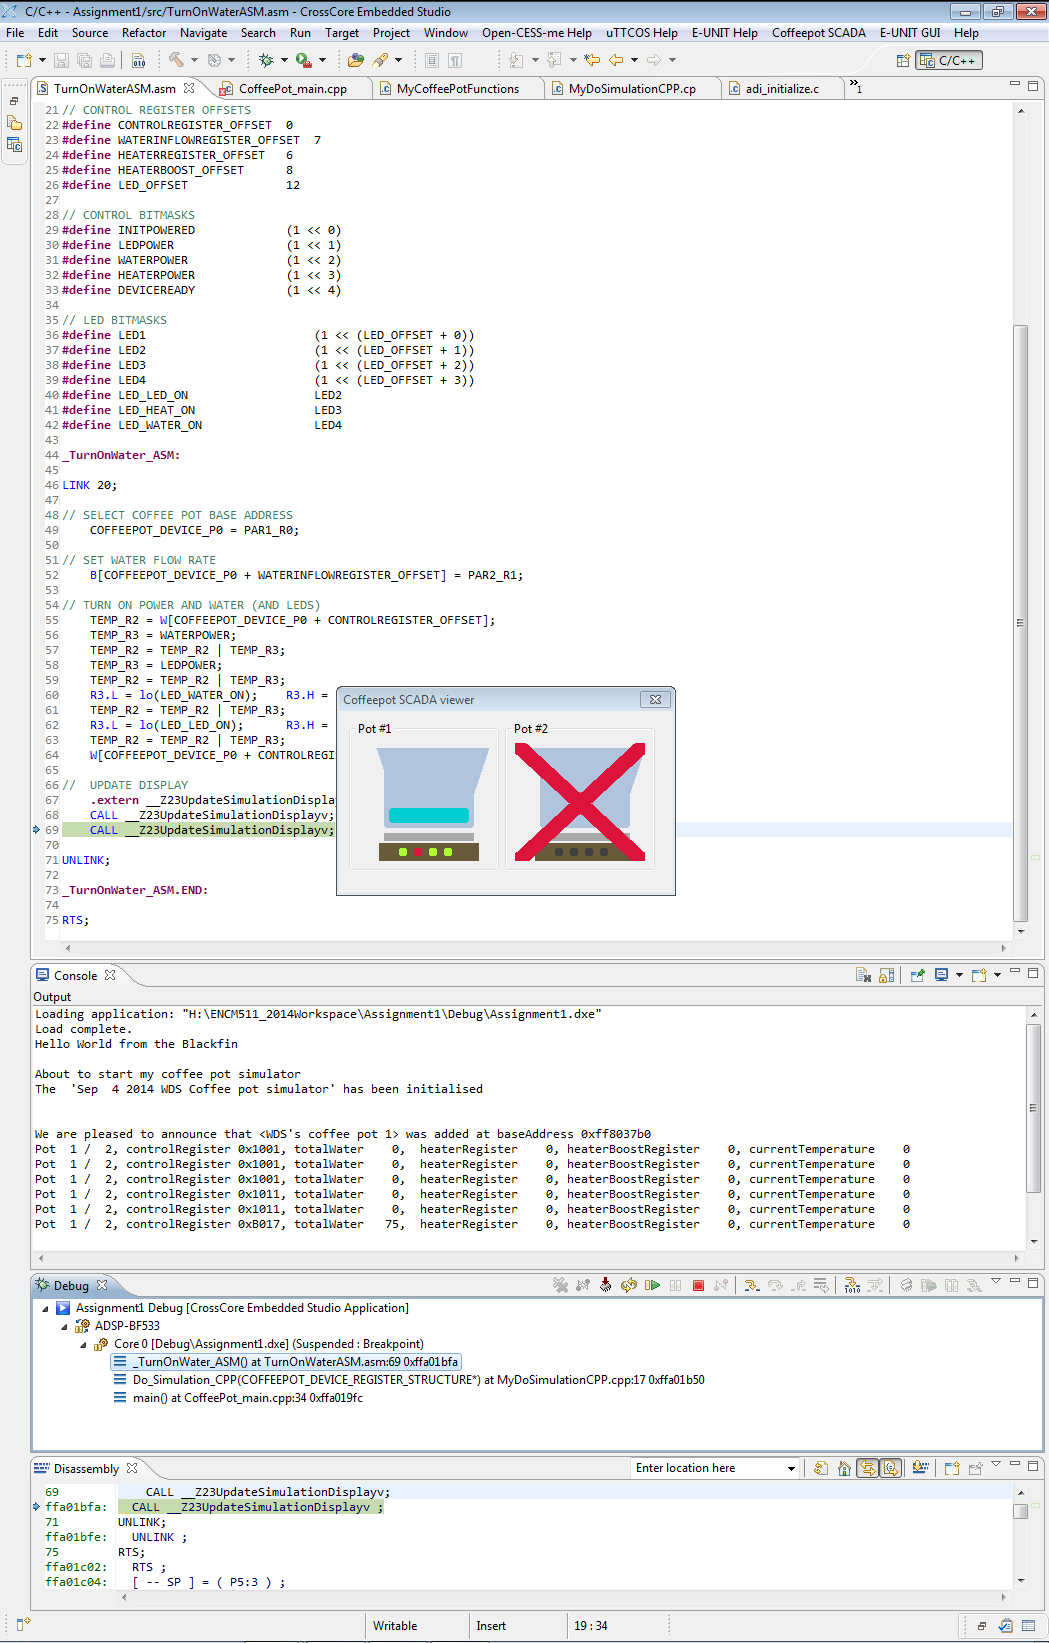 C/C++ - Assignment1/src/TurnOnWaterASM.asm - CrossCore Embedded Studio
File Edit Source Refactor Navigate Search Run Target Project Window Open-CESS-me Help uTTCOS Help E-UNIT Help Coffeepot SCADA E-UNIT GUI Help
C/C++
TurnOnWaterASM.asm CoffeePot_main.cpp MyCoffeePotFunctions MyDoSimulationCPP.cp adi_initialize.c »1
21 // CONTROL REGISTER OFFSETS
22 #define CONTROLREGISTER_OFFSET 0
23 #define WATERINFLOWREGISTER_OFFSET 7
24 #define HEATERREGISTER_OFFSET 6
25 #define HEATERBOOST_OFFSET 8
26 #define LED_OFFSET 12
27
28 // CONTROL BITMASKS
29 #define INITPOWERED (1 << 0)
30 #define LEDPOWER (1 << 1)
31 #define WATERPOWER (1 << 2)
32 #define HEATERPOWER (1 << 3)
33 #define DEVICEREADY (1 << 4)
34
35 // LED BITMASKS
36 #define LED1 (1 << (LED_OFFSET + 0))
37 #define LED2 (1 << (LED_OFFSET + 1))
38 #define LED3 (1 << (LED_OFFSET + 2))
39 #define LED4 (1 << (LED_OFFSET + 3))
40 #define LED_LED_ON LED2
41 #define LED_HEAT_ON LED3
42 #define LED_WATER_ON LED4
43
44 _TurnOnWater_ASM:
45
46 LINK 20;
47
48 // SELECT COFFEE POT BASE ADDRESS
49 COFFEEPOT_DEVICE_P0 = PAR1_R0;
50
51 // SET WATER FLOW RATE
52 B[COFFEEPOT_DEVICE_P0 + WATERINFLOWREGISTER_OFFSET] = PAR2_R1;
53
54 // TURN ON POWER AND WATER (AND LEDS)
55 TEMP_R2 = W[COFFEEPOT_DEVICE_P0 + CONTROLREGISTER_OFFSET];
56 TEMP_R3 = WATERPOWER;
57 TEMP_R2 = TEMP_R2 | TEMP_R3;
58 TEMP_R3 = LEDPOWER;
59 TEMP_R2 = TEMP_R2 | TEMP_R3;
60 R3.L = lo(LED_WATER_ON); R3.H =
61 TEMP_R2 = TEMP_R2 | TEMP_R3;
62 R3.L = lo(LED_LED_ON); R3.H =
63 TEMP_R2 = TEMP_R2 | TEMP_R3;
64 W[COFFEEPOT_DEVICE_P0 + CONTROLREGI
65
66 // UPDATE DISPLAY
67 .extern __Z23UpdateSimulationDispla
68 CALL __Z23UpdateSimulationDisplayv;
69 CALL __Z23UpdateSimulationDisplayv;
70
71 UNLINK;
72
73 _TurnOnWater_ASM.END:
74
75 RTS;
Coffeepot SCADA viewer
Pot #1 Pot #2
Console
Output
Loading application: "H:\ENCM511_2014Workspace\Assignment1\Debug\Assignment1.dxe"
Load complete.
Hello World from the Blackfin
About to start my coffee pot simulator
The 'Sep 4 2014 WDS Coffee pot simulator' has been initialised
We are pleased to announce that <WDS's coffee pot 1> was added at baseAddress 0xff8037b0
Pot 1 / 2, controlRegister 0x1001, totalWater 0, heaterRegister 0, heaterBoostRegister 0, currentTemperature 0
Pot 1 / 2, controlRegister 0x1001, totalWater 0, heaterRegister 0, heaterBoostRegister 0, currentTemperature 0
Pot 1 / 2, controlRegister 0x1001, totalWater 0, heaterRegister 0, heaterBoostRegister 0, currentTemperature 0
Pot 1 / 2, controlRegister 0x1011, totalWater 0, heaterRegister 0, heaterBoostRegister 0, currentTemperature 0
Pot 1 / 2, controlRegister 0x1011, totalWater 0, heaterRegister 0, heaterBoostRegister 0, currentTemperature 0
Pot 1 / 2, controlRegister 0xB017, totalWater 75, heaterRegister 0, heaterBoostRegister 0, currentTemperature 0
Debug
Assignment1 Debug [CrossCore Embedded Studio Application]
ADSP-BF533
Core 0 [Debug\Assignment1.dxe] (Suspended : Breakpoint)
_TurnOnWater_ASM() at TurnOnWaterASM.asm:69 0xffa01bfa
Do_Simulation_CPP(COFFEEPOT_DEVICE_REGISTER_STRUCTURE*) at MyDoSimulationCPP.cpp:17 0xffa01b50
main() at CoffeePot_main.cpp:34 0xffa019fc
Disassembly Enter location here
69 CALL __Z23UpdateSimulationDisplayv;
ffa01bfa: CALL __Z23UpdateSimulationDisplayv ;
71 UNLINK;
ffa01bfe: UNLINK ;
75 RTS;
ffa01c02: RTS ;
ffa01c04: [ -- SP ] = ( P5:3 ) ;
Writable Insert 19 : 34